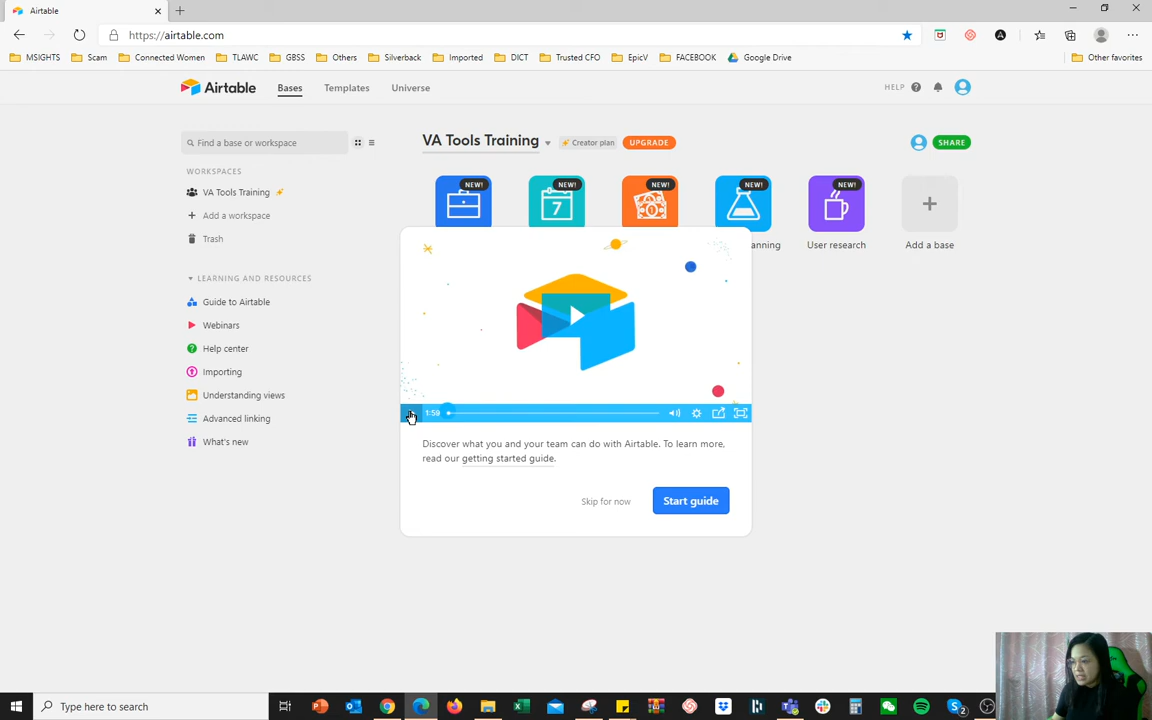 Airtable
https://airtable.com
MSIGHTS
Scam
Connected Women
TLAWC
GBSS
Others
Silverback
Imported
DICT
Trusted CFO
EpicV
FACEBOOK
Google Drive
Other favorites
Airtable
Bases
Templates
Universe
HELP
Find a base or workspace
WORKSPACES
VA Tools Training
Add a workspace
Trash
LEARNING AND RESOURCES
Guide to Airtable
Webinars
Help center
Importing
Understanding views
Advanced linking
What's new
VA Tools Training
Creator plan
UPGRADE
SHARE
NEW!
NEW!
NEW!
NEW!
NEW!
7
anning
User research
Add a base
1:59
Discover what you and your team can do with Airtable. To learn more,
read our getting started guide.
Skip for now
Start guide
Type here to search